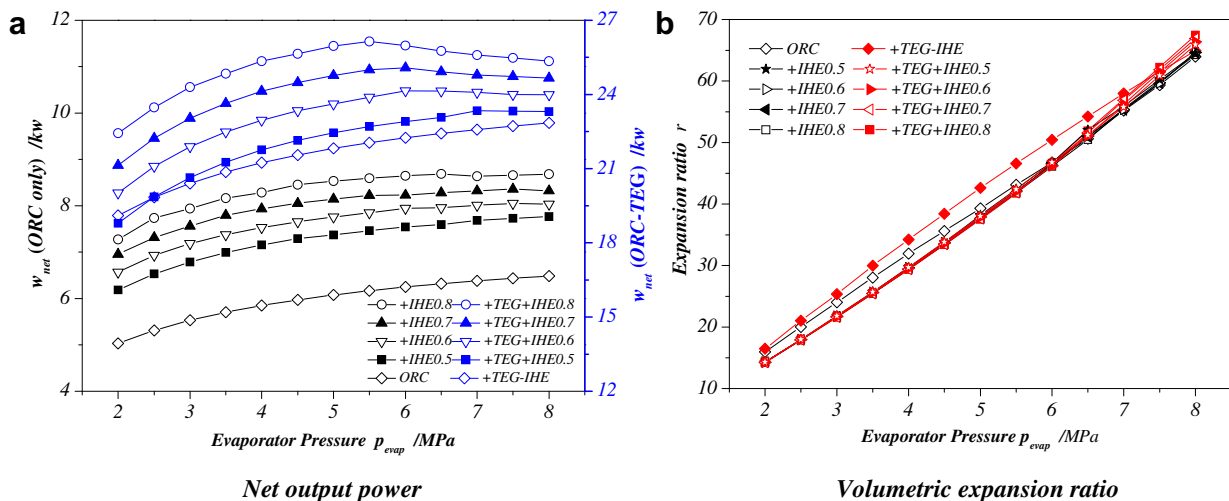 a
12
10
8
6
4
w_net (ORC only) /kw
27
24
21
18
15
12
w_net (ORC-TEG) /kw
+IHE0.8 +TEG+IHE0.8
+IHE0.7 +TEG+IHE0.7
+IHE0.6 +TEG+IHE0.6
+IHE0.5 +TEG+IHE0.5
ORC +TEG-IHE
2 3 4 5 6 7 8
Evaporator Pressure p_evap /MPa
Net output power
b
70
60
50
40
30
20
10
Expansion ratio r
ORC +TEG-IHE
+IHE0.5 +TEG+IHE0.5
+IHE0.6 +TEG+IHE0.6
+IHE0.7 +TEG+IHE0.7
+IHE0.8 +TEG+IHE0.8
2 3 4 5 6 7 8
Evaporator Pressure p_evap /MPa
Volumetric expansion ratio